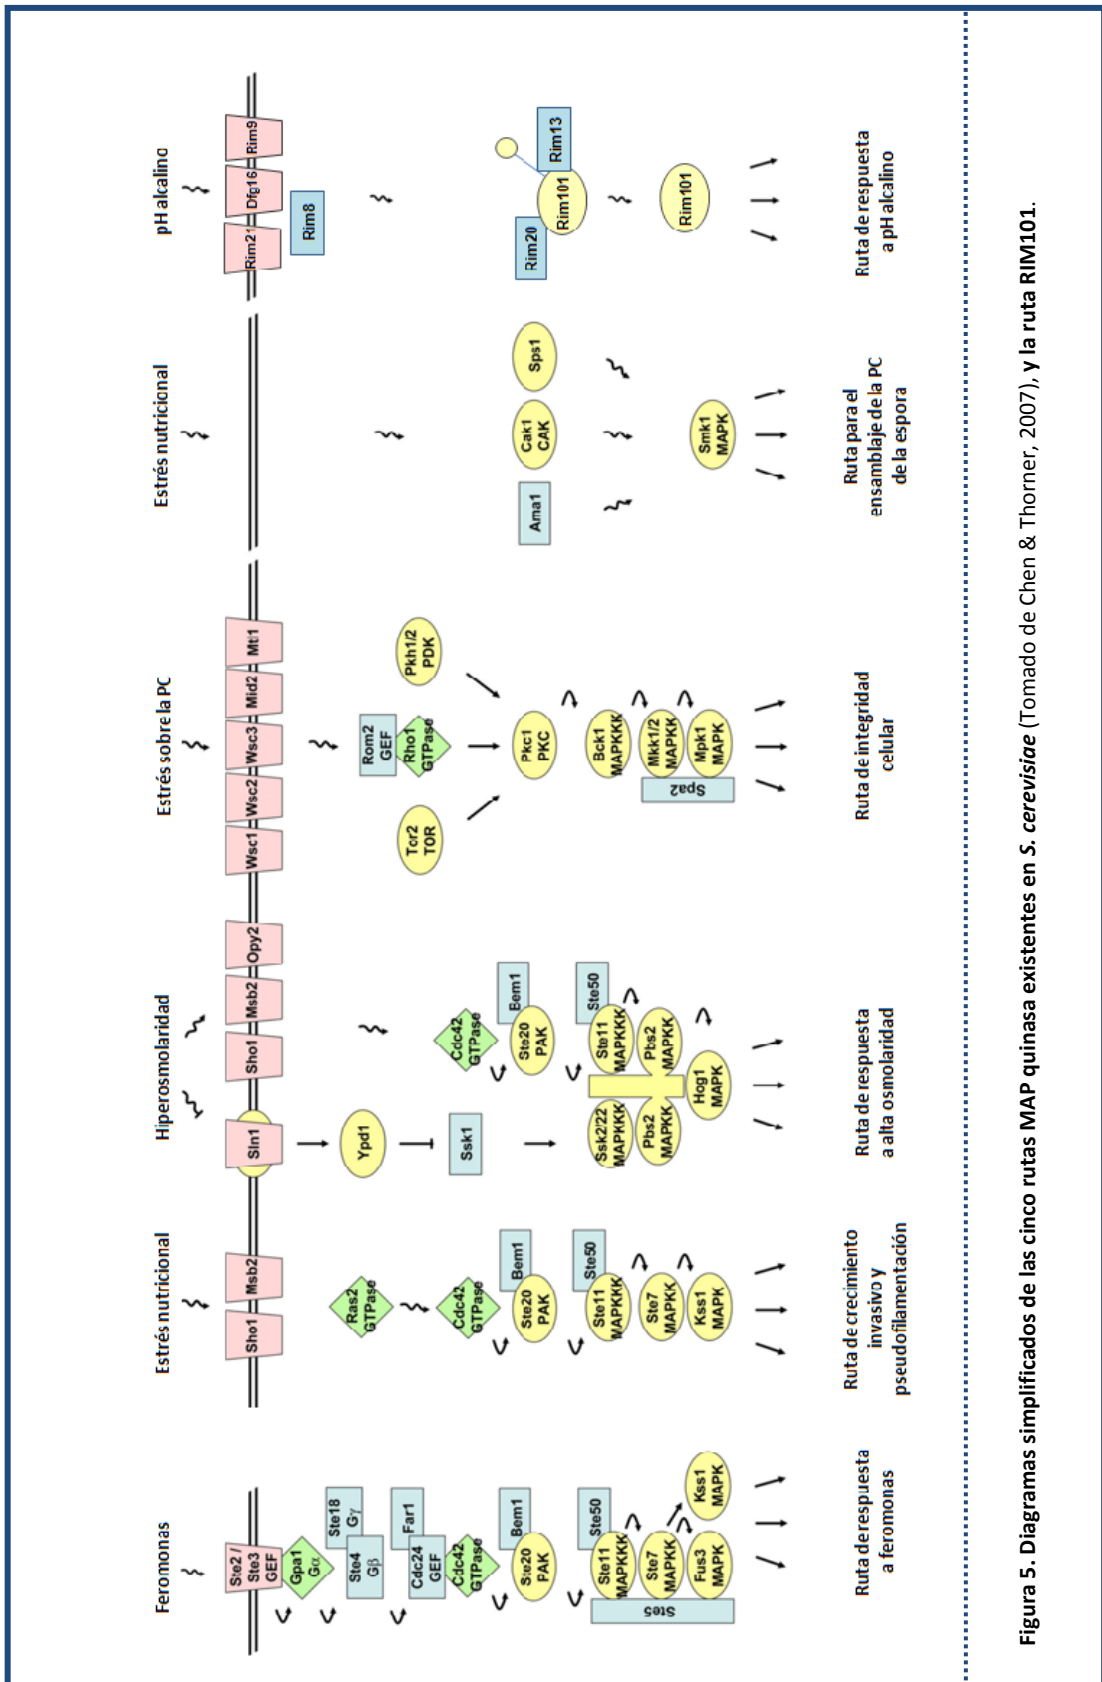 Feromonas
Ste2 /
Ste3
GEF
Gpa1
Gα
Ste18
Gγ
Ste4
Gβ
Far1
Cdc24
GEF
Cdc42
GTPase
Bem1
Ste20
PAK
Ste50
Ste11
MAPKKK
Ste7
MAPKK
Fus3
MAPK
Kss1
MAPK
Ste5
Ruta de respuesta
a feromonas
Estrés nutricional
Sho1
Msb2
Ras2
GTPase
Cdc42
GTPase
Bem1
Ste20
PAK
Ste50
Ste11
MAPKKK
Ste7
MAPKK
Kss1
MAPK
Ruta de crecimiento
invasivo y
pseudofilamentación
Hiperosmolaridad
Sln1
Sho1
Msb2
Opy2
Ypd1
Ssk1
Cdc42
GTPase
Bem1
Ste20
PAK
Ste50
Ssk2/22
MAPKKK
Ste11
MAPKKK
Pbs2
MAPKK
Pbs2
MAPKK
Hog1
MAPK
Ruta de respuesta
a alta osmolaridad
Estrés sobre la PC
Wsc1
Wsc2
Wsc3
Mid2
Mtl1
Rom2
GEF
Rho1
GTPase
Tor2
TOR
Pkh1/2
PDK
Pkc1
PKC
Bck1
MAPKKK
Mkk1/2
MAPKK
Mpk1
MAPK
Spa2
Ruta de integridad
celular
Estrés nutricional
Ama1
Cak1
CAK
Sps1
Smk1
MAPK
Ruta para el
ensamblaje de la PC
de la espora
pH alcalino
Rim21
Dfg16
Rim9
Rim8
Rim20
Rim101
Rim13
Rim101
Ruta de respuesta
a pH alcalino
Figura 5. Diagramas simplificados de las cinco rutas MAP quinasa existentes en S. cerevisiae (Tomado de Chen & Thorner, 2007), y la ruta RIM101.